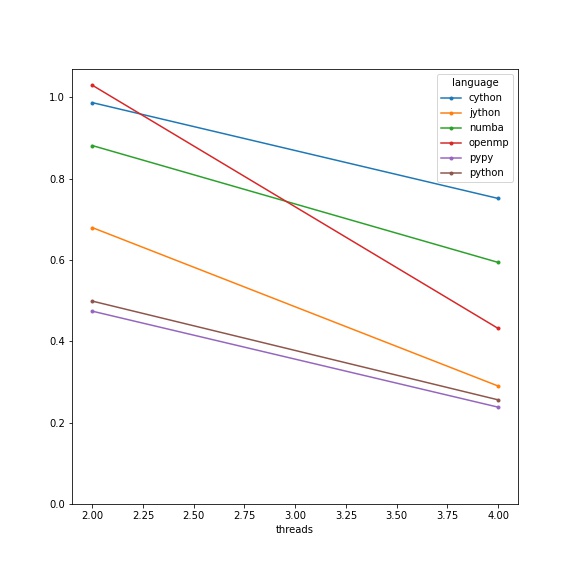 language
cython
jython
numba
openmp
pypy
python
1.0
0.8
0.6
0.4
0.2
0.0
2.00 2.25 2.50 2.75 3.00 3.25 3.50 3.75 4.00
threads